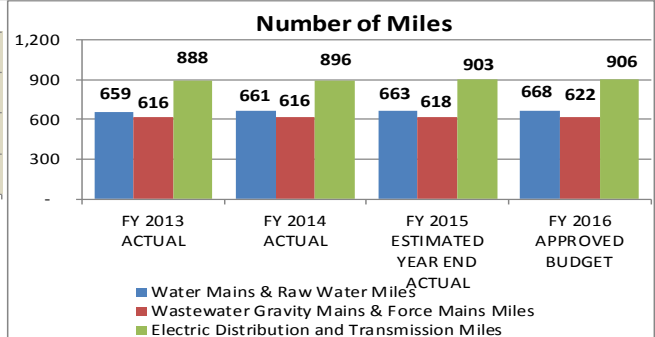 Number of Miles
1,200
900
600
300
-
659 616 888
661 616 896
663 618 903
668 622 906
FY 2013
ACTUAL
FY 2014
ACTUAL
FY 2015
ESTIMATED
YEAR END
ACTUAL
FY 2016
APPROVED
BUDGET
Water Mains & Raw Water Miles
Wastewater Gravity Mains & Force Mains Miles
Electric Distribution and Transmission Miles